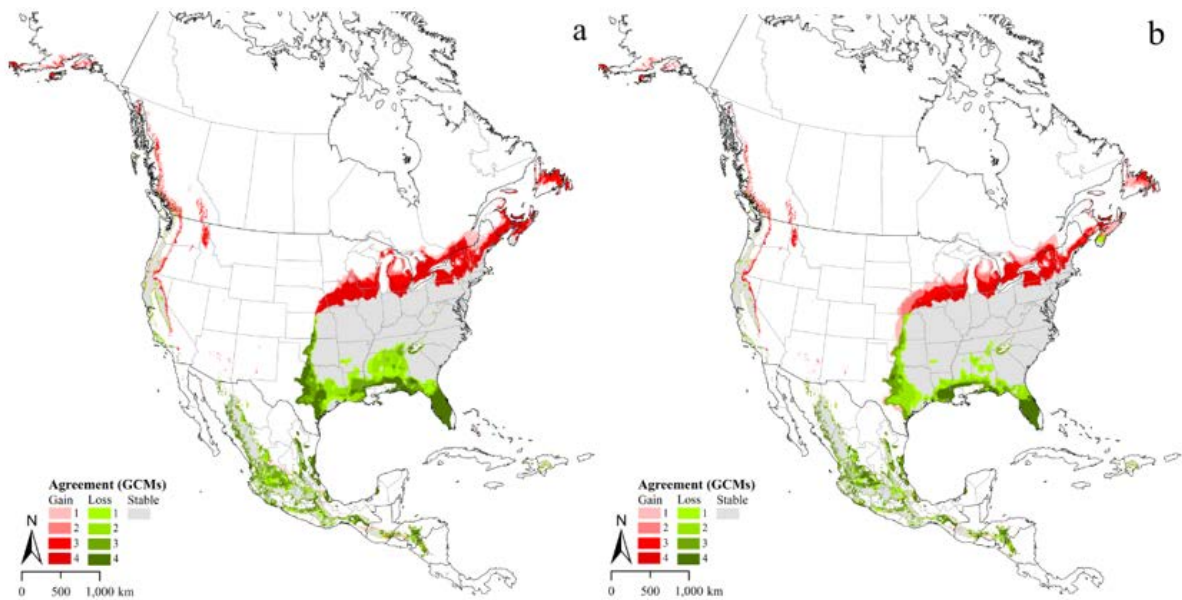 a
b
Agreement (GCMs)
Gain Loss Stable
1 1
2 2
3 3
4 4
N
0 500 1,000 km
Agreement (GCMs)
Gain Loss Stable
1 1
2 2
3 3
4 4
N
0 500 1,000 km